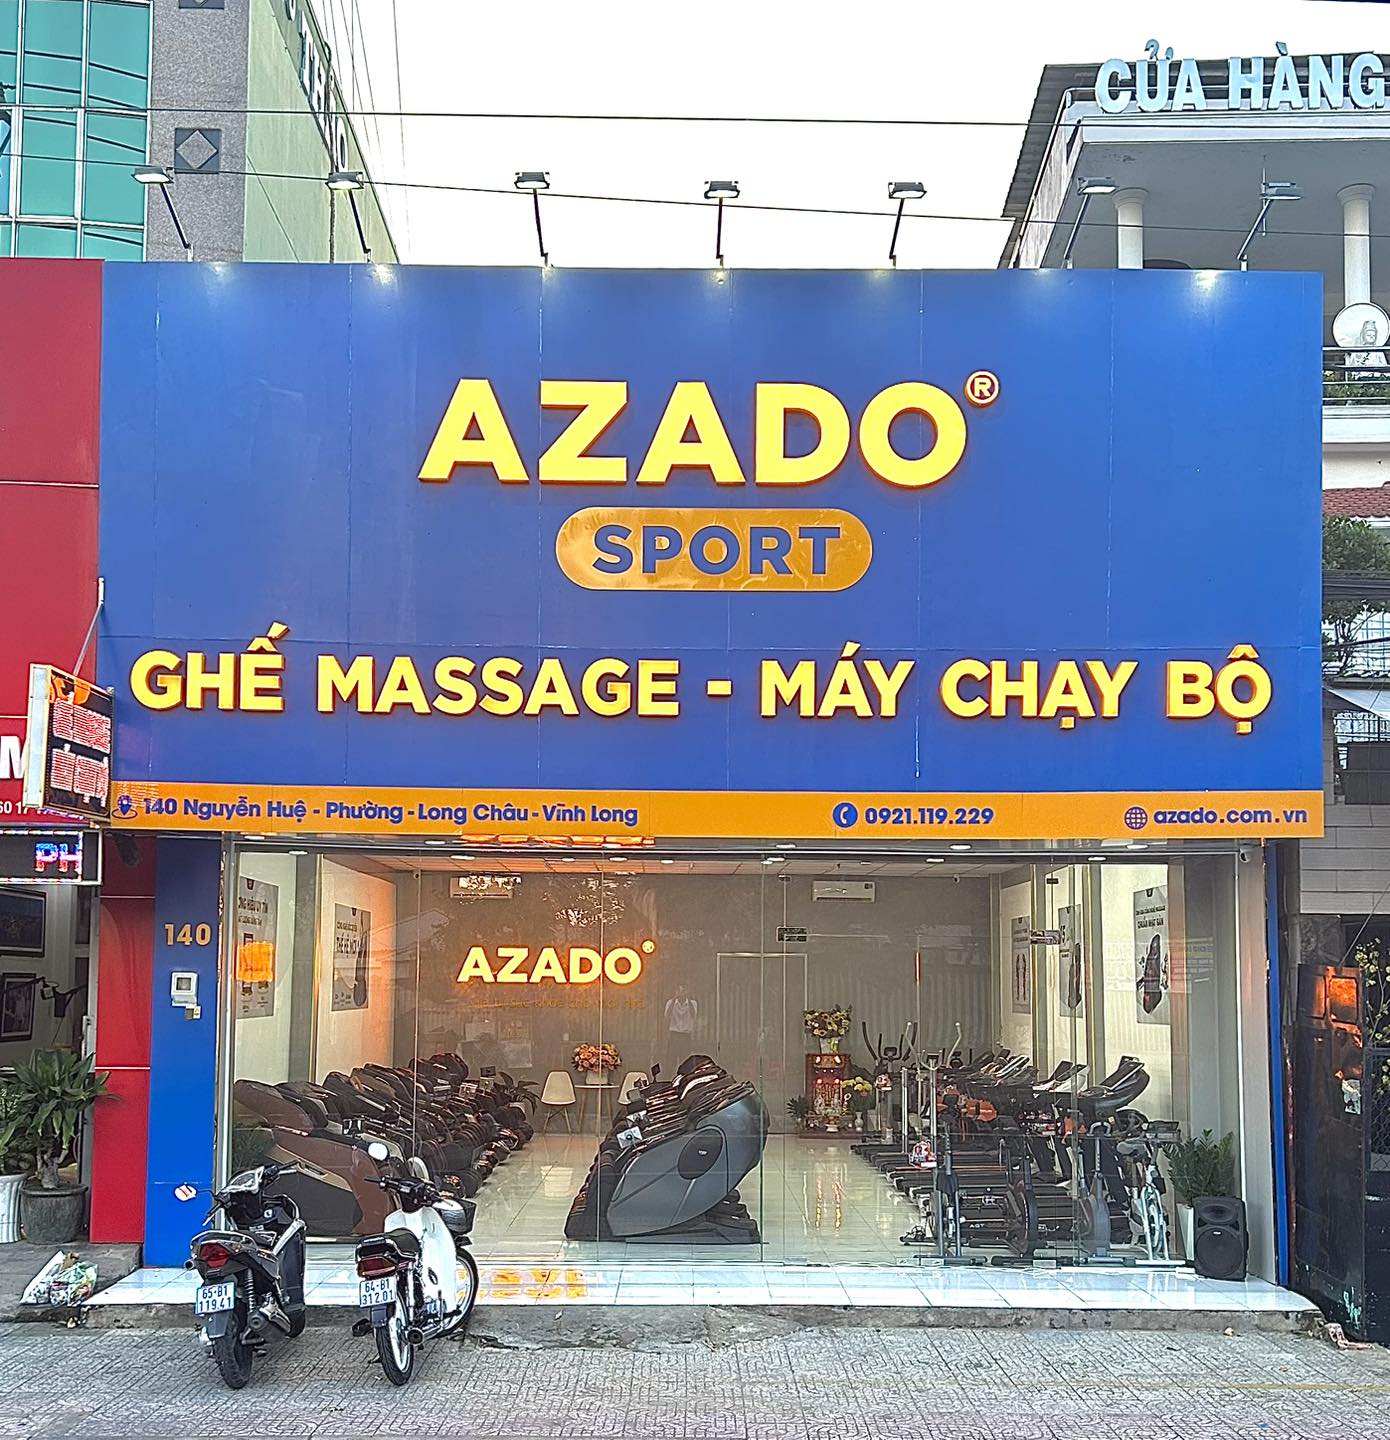 CỬA HÀNG
AZADO®
SPORT
GHẾ MASSAGE - MÁY CHẠY BỘ
140 Nguyễn Huệ - Phường - Long Châu - Vĩnh Long
0921.119.229
azado.com.vn
PH
140
AZADO®
65-B1
119.41
64-B1
312.01